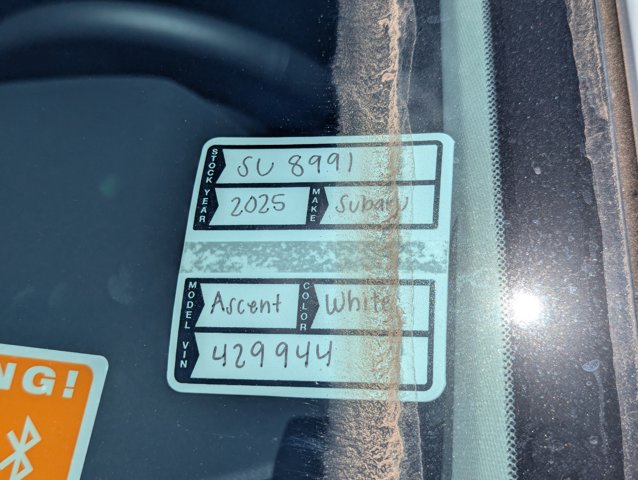 STOCK SU 8991
YEAR 2025 MAKE Subaru
MODEL Ascent COLOR White
VIN 429944
NG!